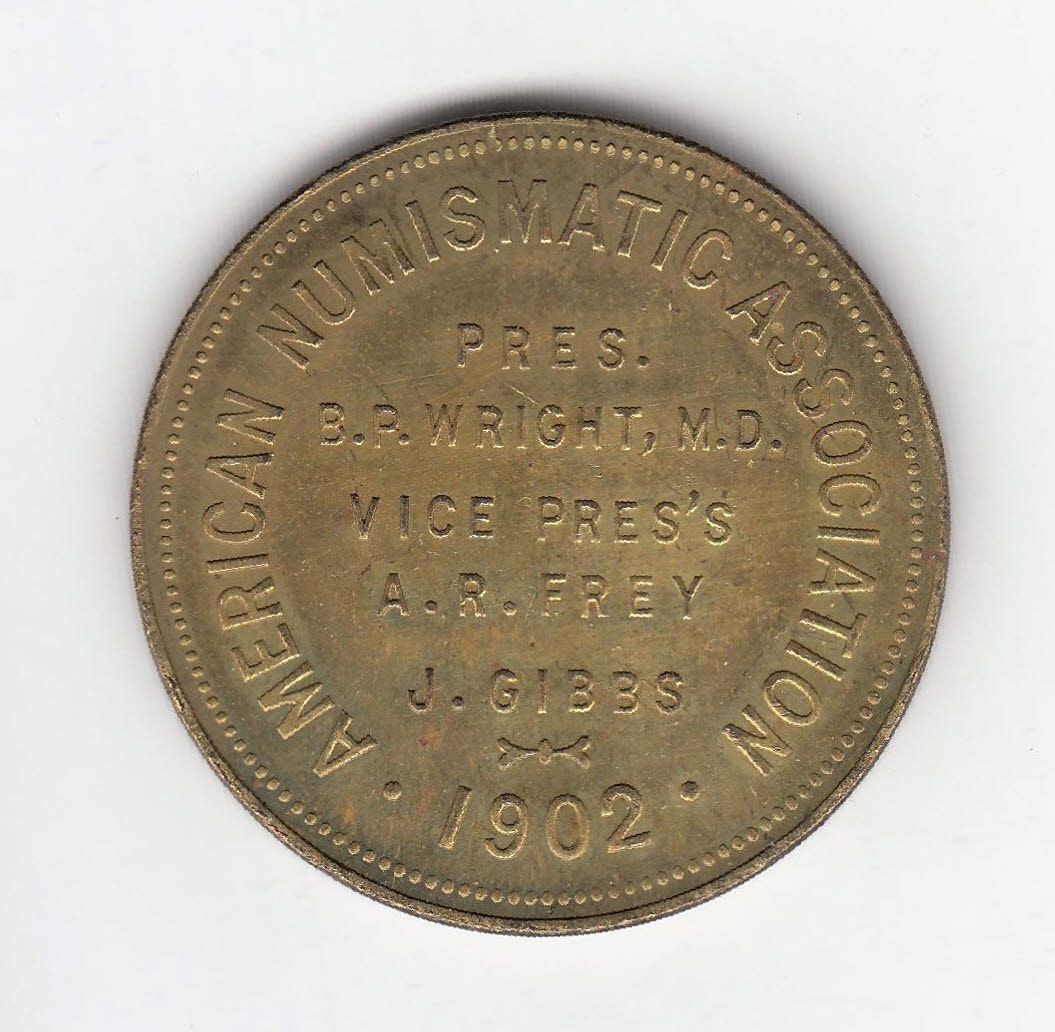 AMERICAN NUMISMATIC ASSOCIATION
PRES.
B.P. WRIGHT, M.D.
VICE PRES'S
A. R. FREY
J. GIBBS
· 1902 ·